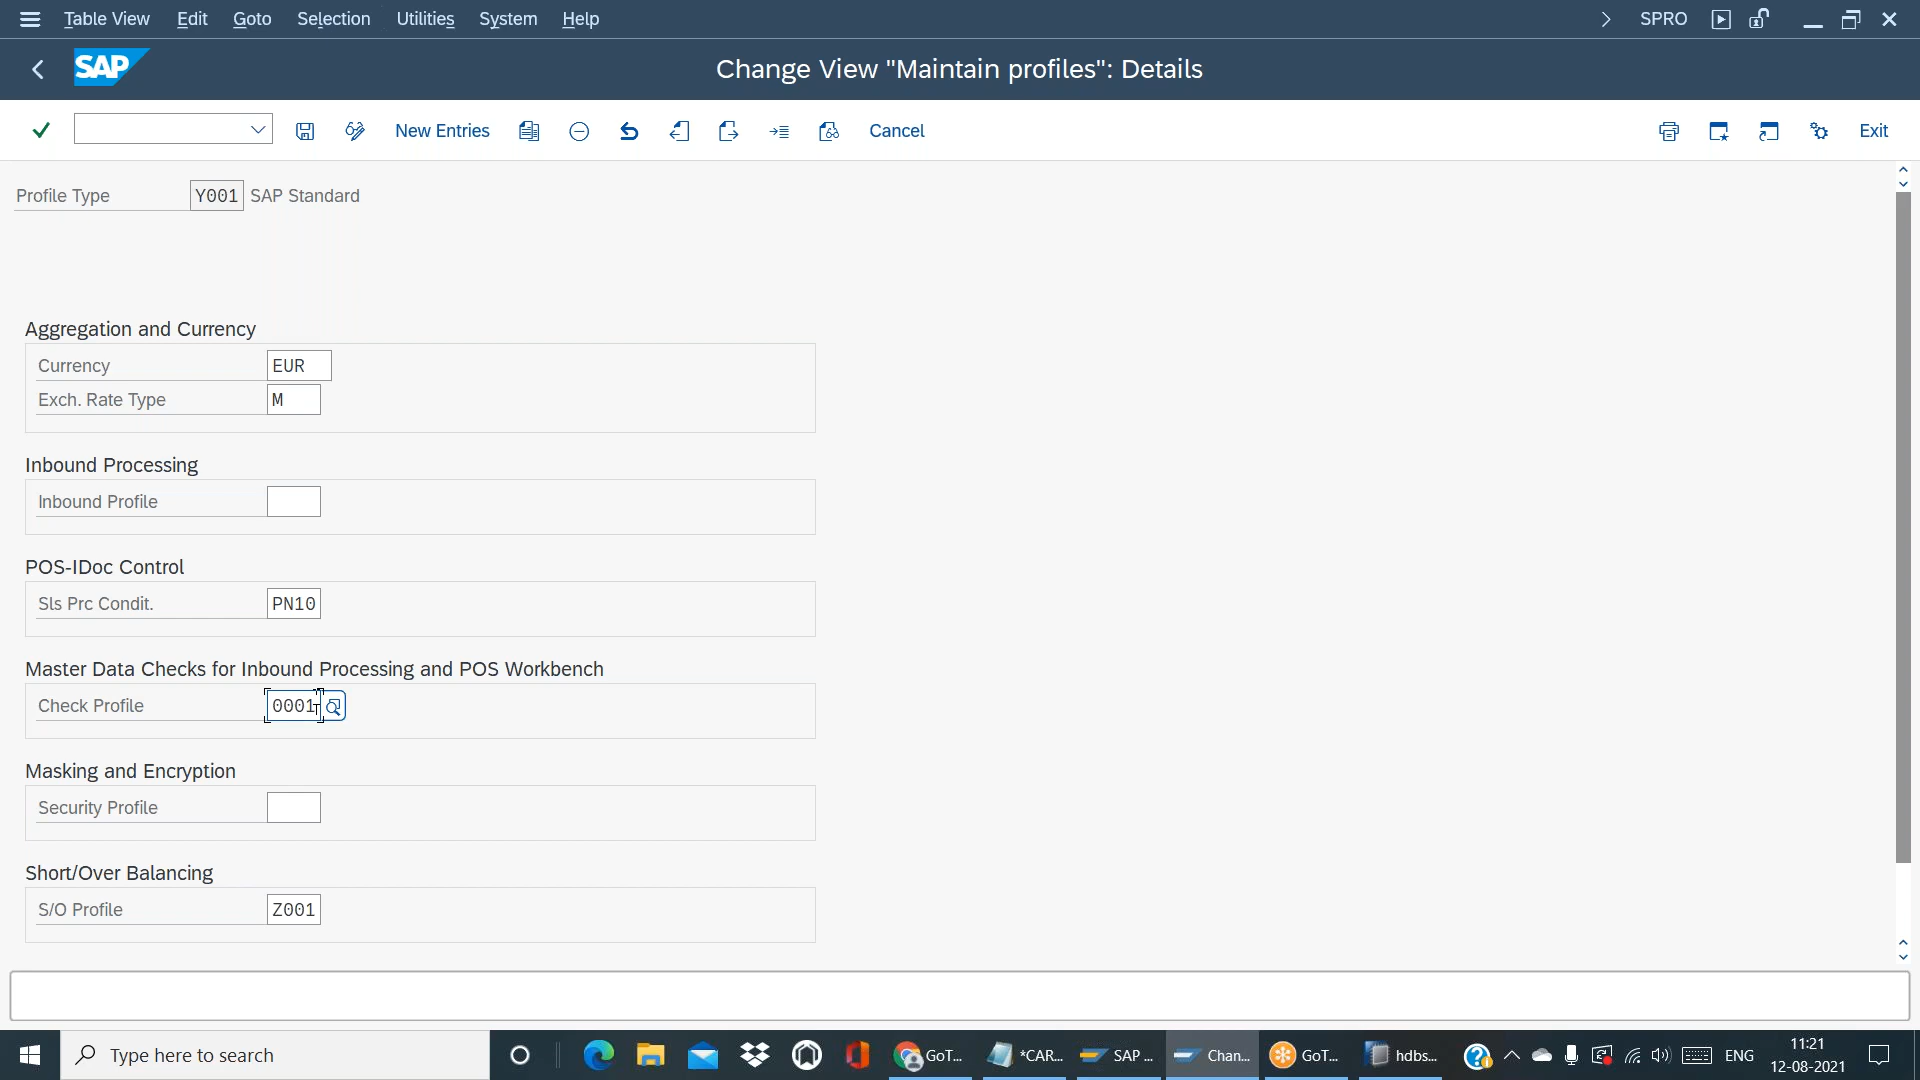 Table View Edit Goto Selection Utilities System Help SPRO
SAP Change View "Maintain profiles": Details
New Entries Cancel Exit
Profile Type Y001 SAP Standard
Aggregation and Currency
Currency EUR
Exch. Rate Type M
Inbound Processing
Inbound Profile
POS-IDoc Control
Sls Prc Condit. PN10
Master Data Checks for Inbound Processing and POS Workbench
Check Profile 0001
Masking and Encryption
Security Profile
Short/Over Balancing
S/O Profile Z001
Type here to search GoT... *CAR... SAP ... Chan... GoT... hdbs... ENG 11:21
12-08-2021